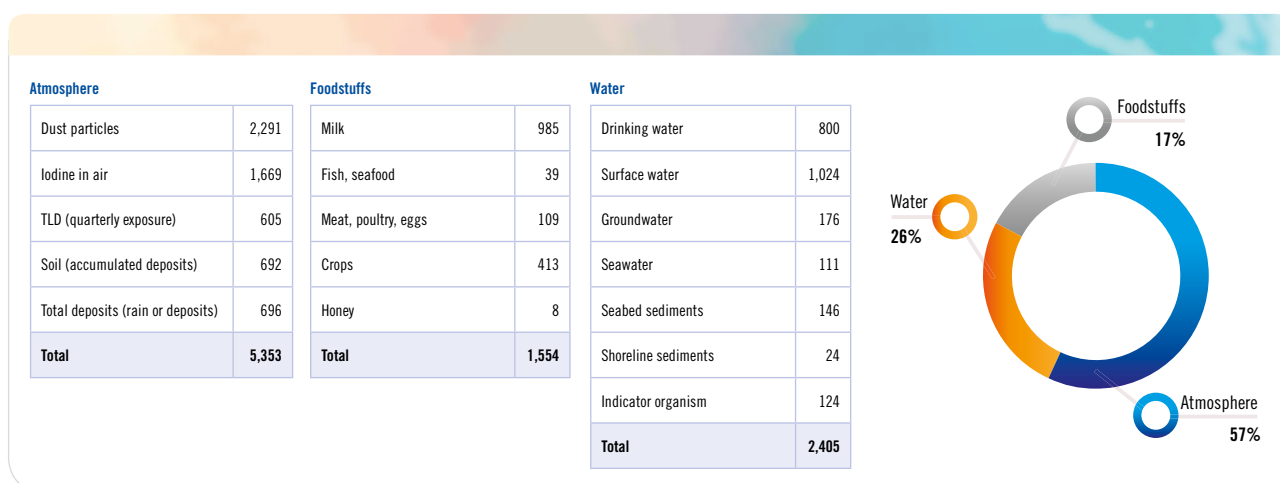 Atmosphere
Dust particles 2,291
Iodine in air 1,669
TLD (quarterly exposure) 605
Soil (accumulated deposits) 692
Total deposits (rain or deposits) 696
Total 5,353
Foodstuffs
Milk 985
Fish, seafood 39
Meat, poultry, eggs 109
Crops 413
Honey 8
Total 1,554
Water
Drinking water 800
Surface water 1,024
Groundwater 176
Seawater 111
Seabed sediments 146
Shoreline sediments 24
Indicator organism 124
Total 2,405
Foodstuffs
17%
Water
26%
Atmosphere
57%